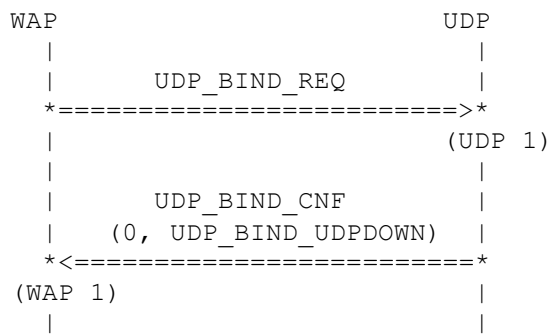 WAP                        UDP
  |                          |
  |      UDP_BIND_REQ        |
  *=========================>*
  |                        (UDP 1)
  |                          |
  |      UDP_BIND_CNF        |
  |   (0, UDP_BIND_UDPDOWN)  |
  *<=========================*
(WAP 1)                      |
  |                          |